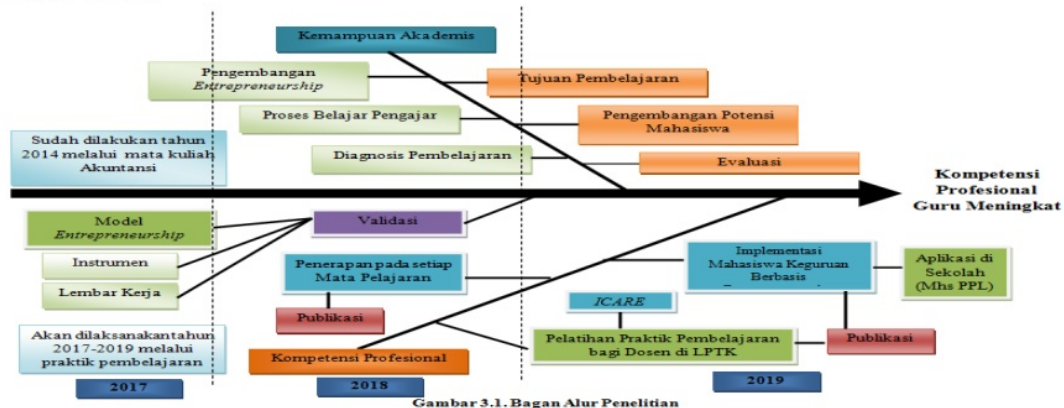 Kemampuan Akademis
Pengembangan
Entrepreneurship
Tujuan Pembelajaran
Proses Belajar Pengajar
Pengembangan Potensi
Mahasiswa
Sudah dilakukan tahun
2014 melalui mata kuliah
Akuntansi
Diagnosis Pembelajaran
Evaluasi
Kompetensi
Profesional
Guru Meningkat
Model
Entrepreneurship
Validasi
Instrumen
Lembar Kerja
Penerapan pada setiap
Mata Pelajaran
Publikasi
Implementasi
Mahasiswa Keguruan
Berbasis
Aplikasi di
Sekolah
(Mhs PPL)
ICARE
Akan dilaksanakan tahun
2017-2019 melalui
praktik pembelajaran
Kompetensi Profesional
Pelatihan Praktik Pembelajaran
bagi Dosen di LPTK
Publikasi
2017
2018
2019
Gambar 3.1. Bagan Alur Penelitian